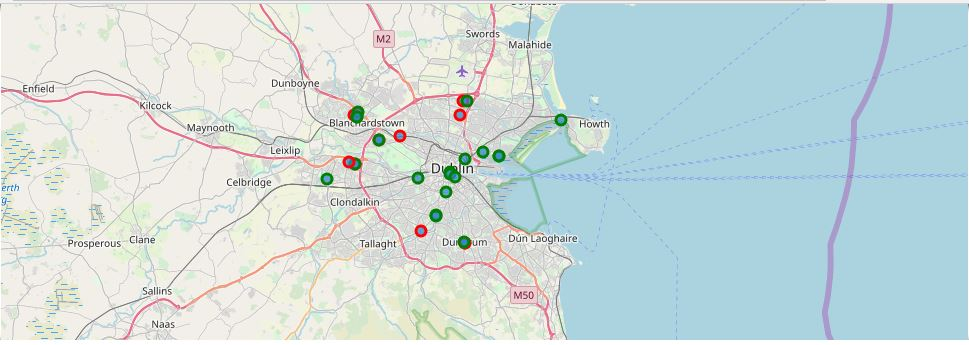 Donabate
M2
Swords
Malahide
Dunboyne
Enfield
Kilcock
Blanchardstown
Howth
Maynooth
Leixlip
Dublin
Celbridge
Clondalkin
Prosperous
Clane
Tallaght
Dún Laoghaire
Sallins
M50
Naas